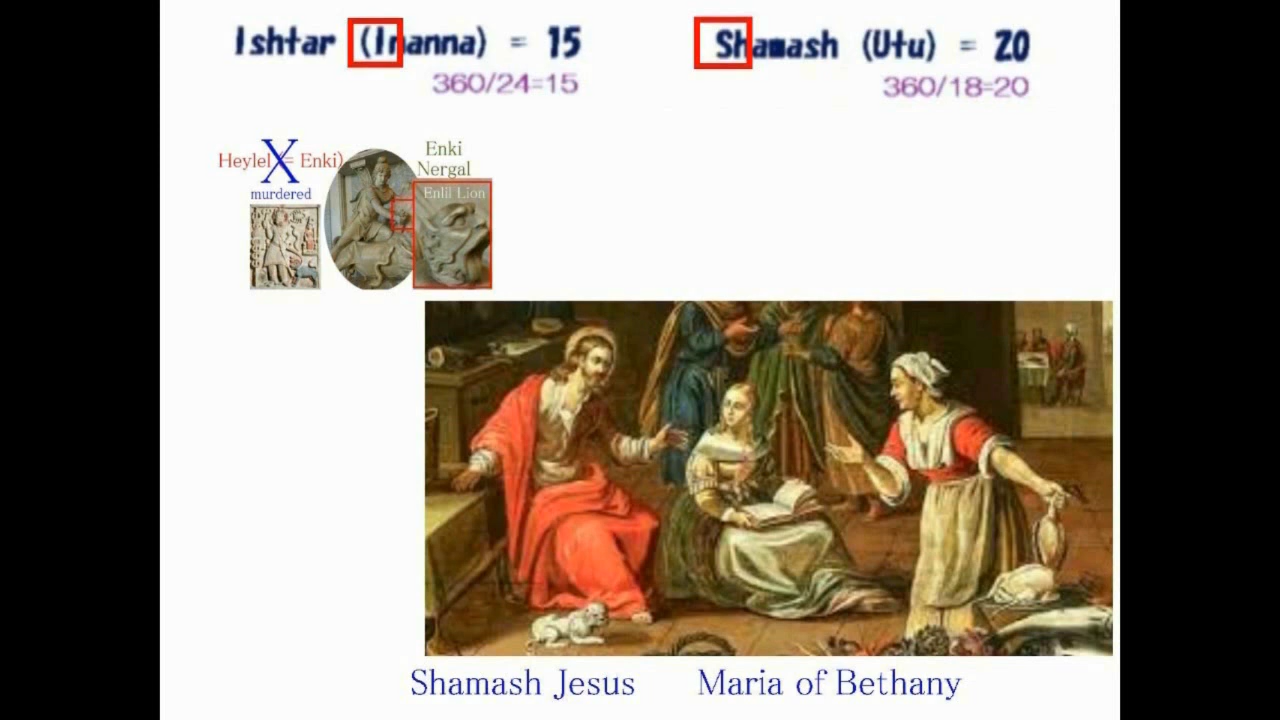 Ishtar (Inanna) = 15
360/24=15
Shamash (Utu) = 20
360/18=20
Heylel (= Enki)
X
murdered
Enki
Nergal
Enlil Lion
Shamash Jesus
Maria of Bethany